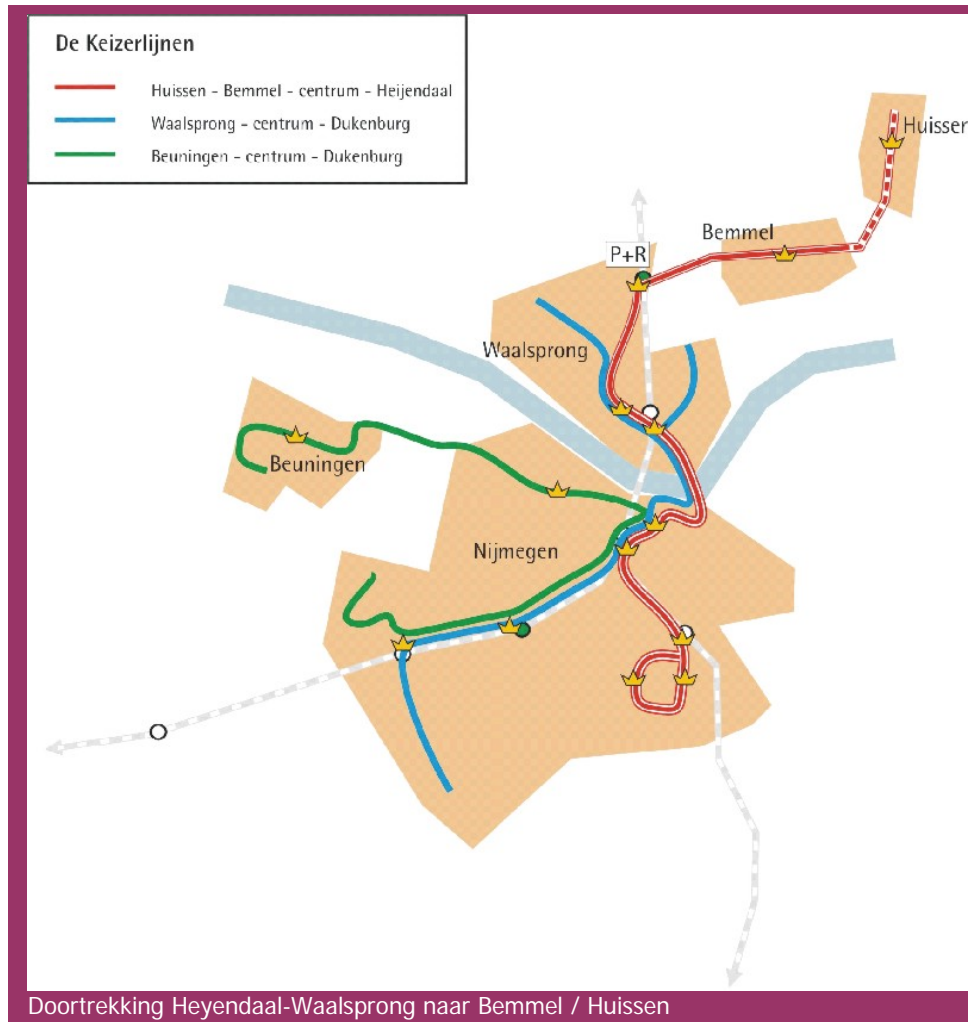 De Keizerlijnen
Huissen - Bemmel - centrum - Heijendaal
Waalsprong - centrum - Dukenburg
Beuningen - centrum - Dukenburg
Huissen
Bemmel
P+R
Waalsprong
Beuningen
Nijmegen
Doortrekking Heyendaal-Waalsprong naar Bemmel / Huissen